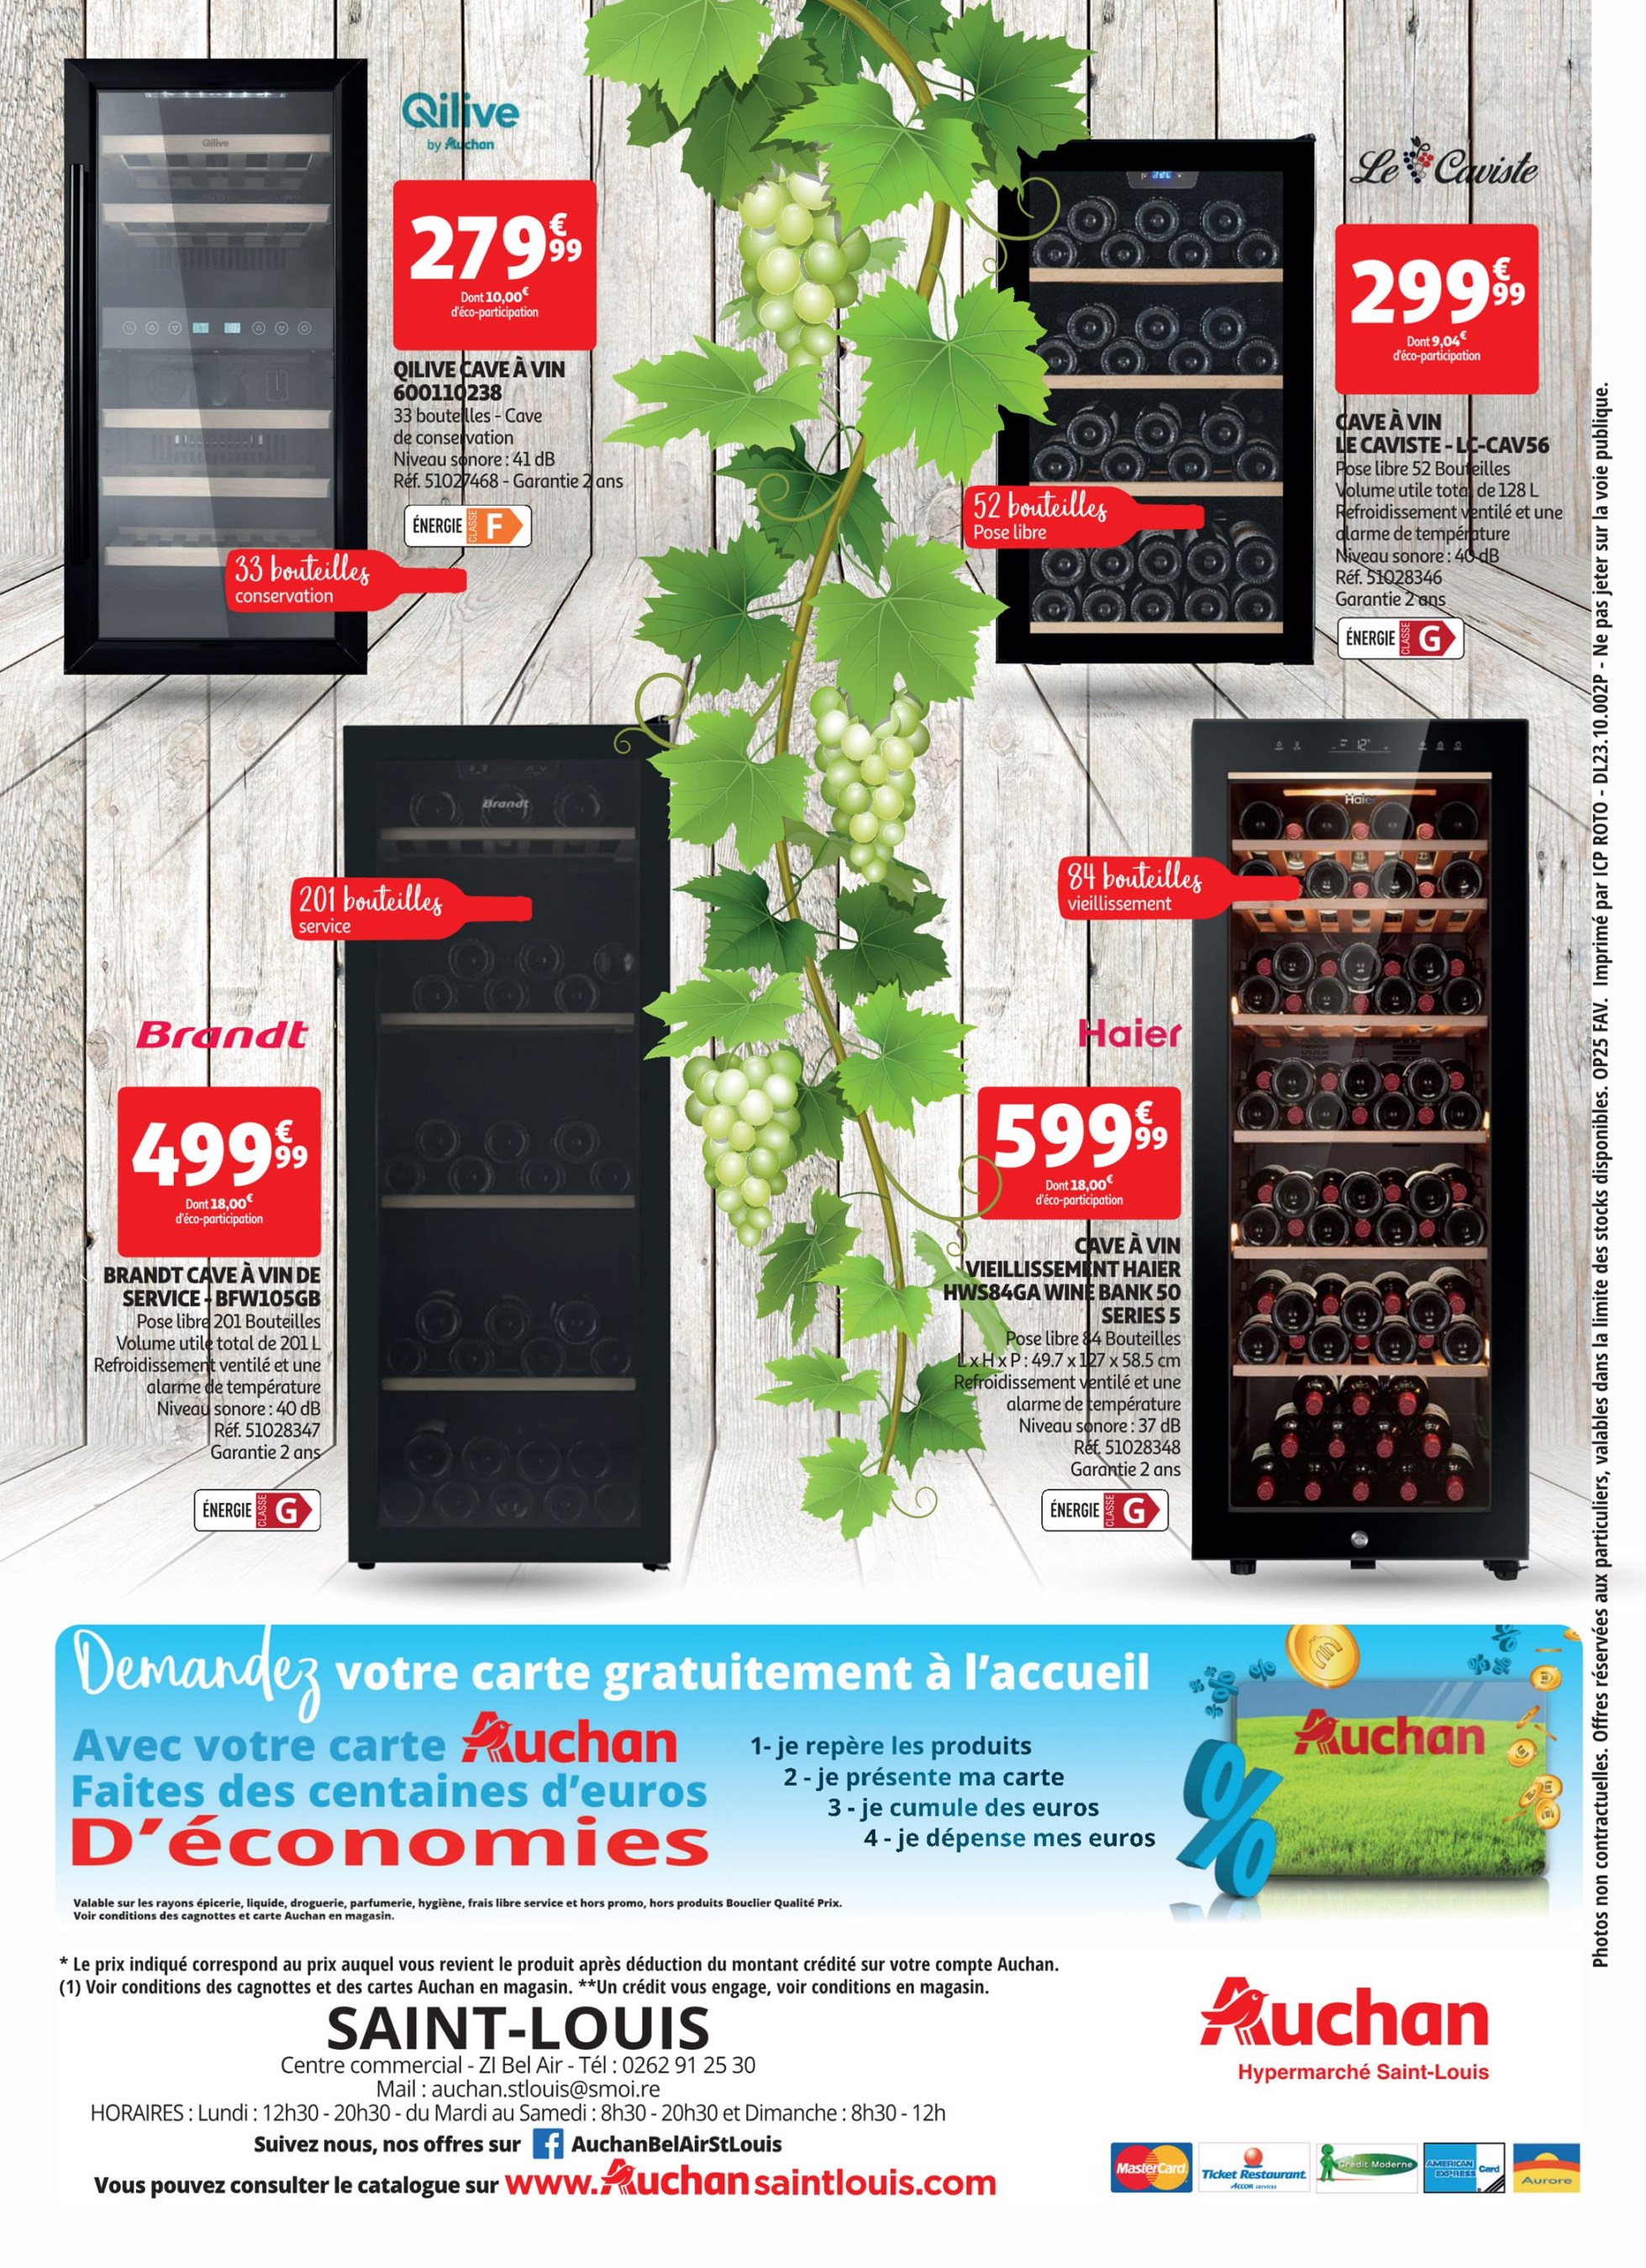 Qilive
by Auchan
Qilive
279€99
Dont 10,00€
d'éco-participation
QILIVE CAVE À VIN
600110238
33 bouteilles - Cave
de conservation
Niveau sonore : 41 dB
Réf. 51027468 - Garantie 2 ans
ÉNERGIE CLASSE F
33 bouteilles
conservation
Le Caviste
299€99
Dont 9,04€
d'éco-participation
CAVE À VIN
LE CAVISTE - LC-CAV56
Pose libre 52 Bouteilles
Volume utile total de 128 L
Refroidissement ventilé et une
alarme de température
Niveau sonore : 40 dB
Réf. 51028346
Garantie 2 ans
ÉNERGIE CLASSE G
52 bouteilles
Pose libre
Brandt
201 bouteilles
service
Brandt
499€99
Dont 18,00€
d'éco-participation
BRANDT CAVE À VIN DE
SERVICE - BFW105GB
Pose libre 201 Bouteilles
Volume utile total de 201 L
Refroidissement ventilé et une
alarme de température
Niveau sonore : 40 dB
Réf. 51028347
Garantie 2 ans
ÉNERGIE CLASSE G
Haier
84 bouteilles
vieillissement
Haier
599€99
Dont 18,00€
d'éco-participation
CAVE À VIN
VIEILLISSEMENT HAIER
HWS84GA WINE BANK 50
SERIES 5
Pose libre 84 Bouteilles
L x H x P : 49.7 x 127 x 58.5 cm
Refroidissement ventilé et une
alarme de température
Niveau sonore : 37 dB
Réf. 51028348
Garantie 2 ans
ÉNERGIE CLASSE G
Photos non contractuelles. Offres réservées aux particuliers, valables dans la limite des stocks disponibles. OP25 FAV. Imprimé par ICP ROTO - DL23.10.002P - Ne pas jeter sur la voie publique.
Demandez votre carte gratuitement à l'accueil
Avec votre carte Auchan
Faites des centaines d'euros
D'économies
1- je repère les produits
2 - je présente ma carte
3 - je cumule des euros
4 - je dépense mes euros
Auchan
Valable sur les rayons épicerie, liquide, droguerie, parfumerie, hygiène, frais libre service et hors promo, hors produits Bouclier Qualité Prix.
Voir conditions des cagnottes et carte Auchan en magasin.
* Le prix indiqué correspond au prix auquel vous revient le produit après déduction du montant crédité sur votre compte Auchan.
(1) Voir conditions des cagnottes et des cartes Auchan en magasin. **Un crédit vous engage, voir conditions en magasin.
SAINT-LOUIS
Centre commercial - ZI Bel Air - Tél : 0262 91 25 30
Mail : auchan.stlouis@smoi.re
HORAIRES : Lundi : 12h30 - 20h30 - du Mardi au Samedi : 8h30 - 20h30 et Dimanche : 8h30 - 12h
Suivez nous, nos offres sur f AuchanBelAirStLouis
Vous pouvez consulter le catalogue sur www.Auchansaintlouis.com
Auchan
Hypermarché Saint-Louis
MasterCard
Ticket Restaurant
Accor services
Crédit Moderne
AMERICAN EXPRESS Card
Aurore